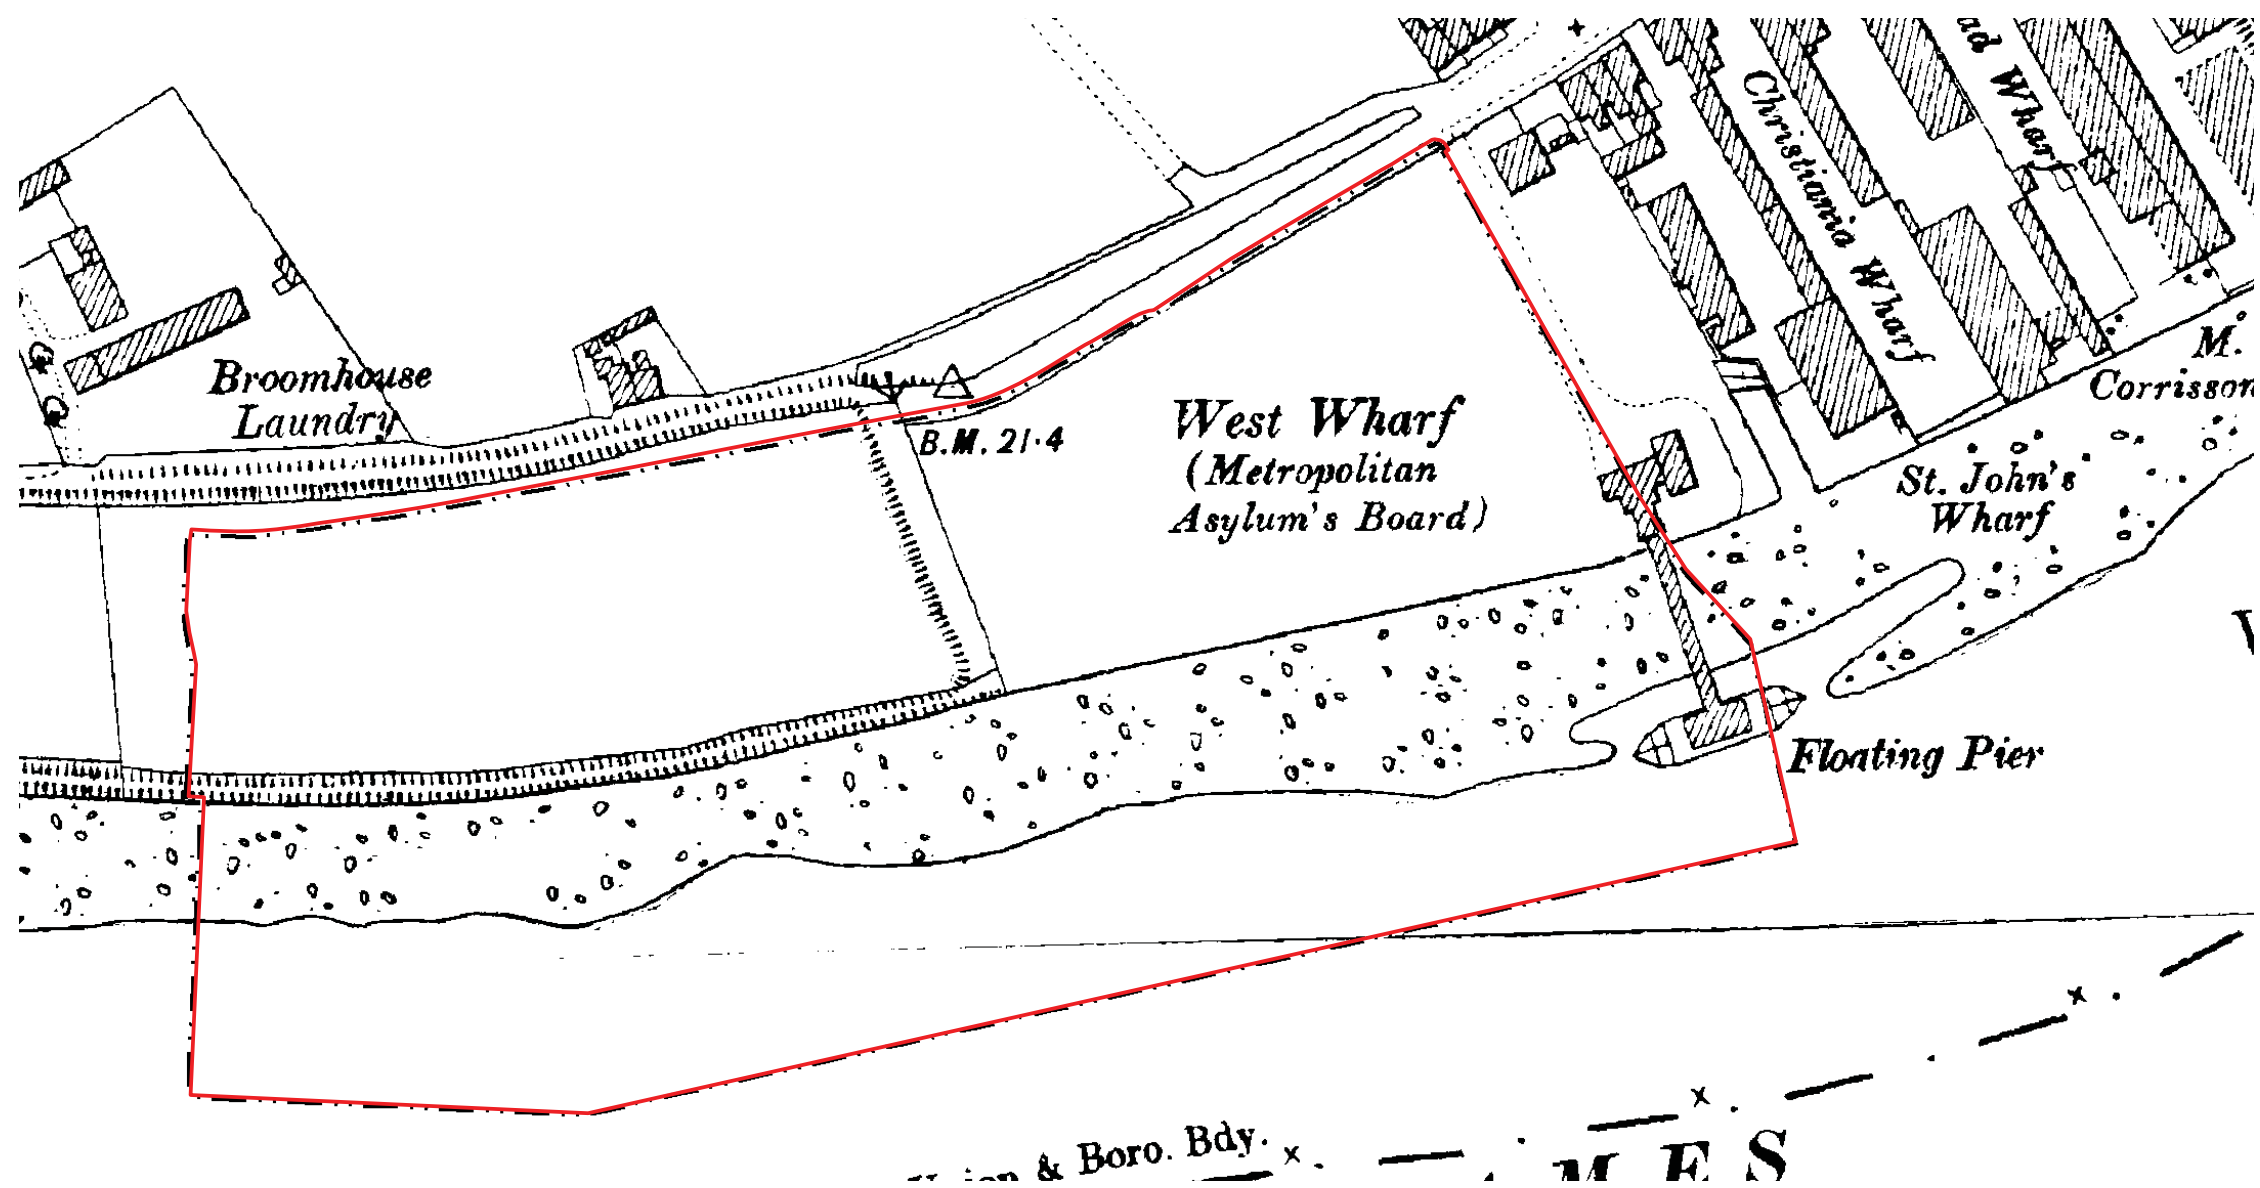 Christiania Wharf
Wharf
Broomhouse
Laundry
B.M. 21·4
West Wharf
(Metropolitan
Asylum's Board)
St. John's
Wharf
M.
Corrisson
Floating Pier
& Boro. Bdy.